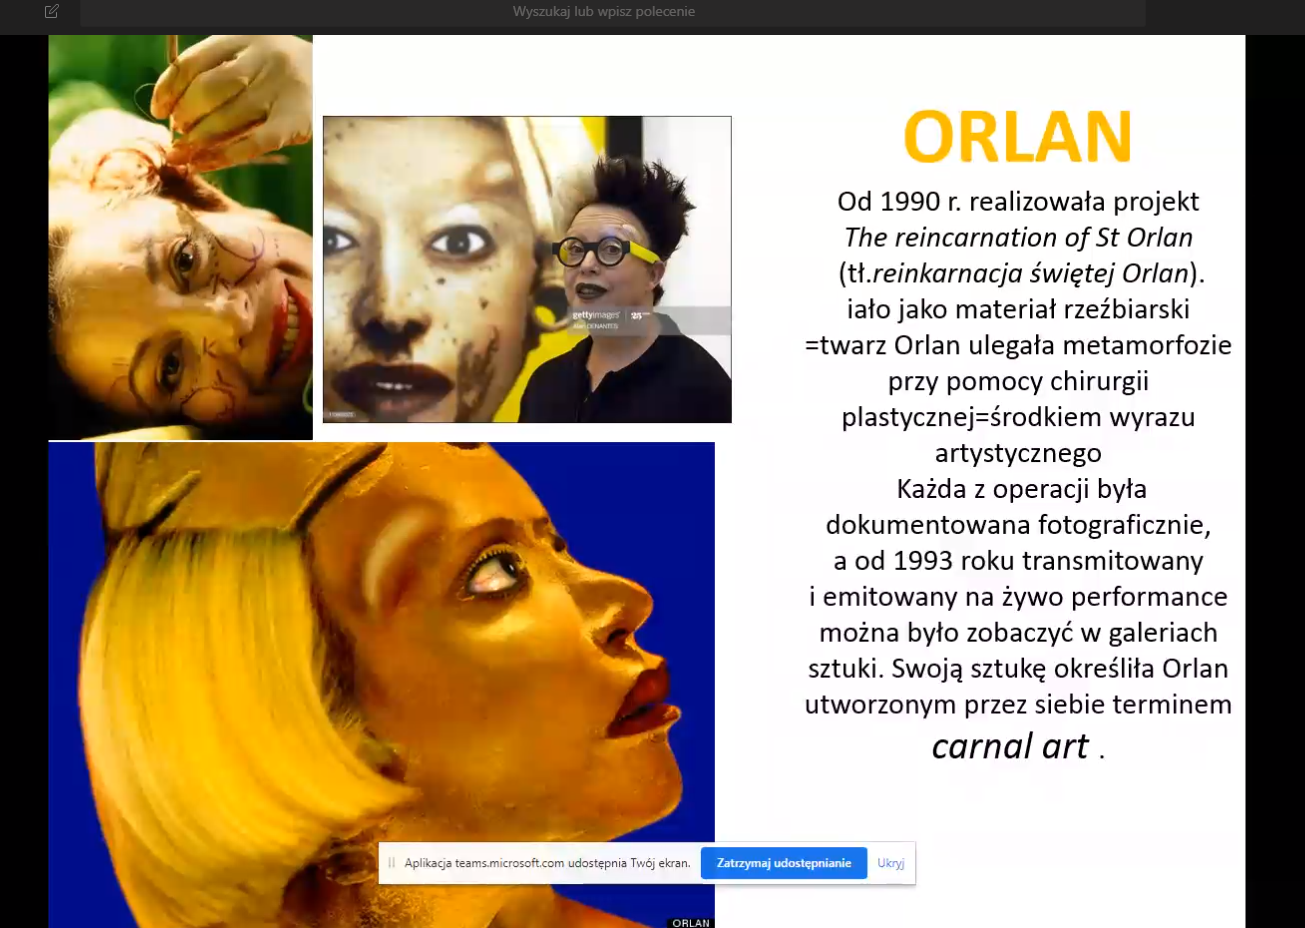 Wyszukaj lub wpisz polecenie
ORLAN
Od 1990 r. realizowała projekt
The reincarnation of St Orlan
(tł.reinkarnacja świętej Orlan).
iało jako materiał rzeźbiarski
=twarz Orlan ulegała metamorfozie
przy pomocy chirurgii
plastycznej=środkiem wyrazu
artystycznego
Każda z operacji była
dokumentowana fotograficznie,
a od 1993 roku transmitowany
i emitowany na żywo performance
można było zobaczyć w galeriach
sztuki. Swoją sztukę określiła Orlan
utworzonym przez siebie terminem
carnal art .
gettyimages
Aplikacja teams.microsoft.com udostępnia Twój ekran.
Zatrzymaj udostępnianie
Ukryj
ORLAN